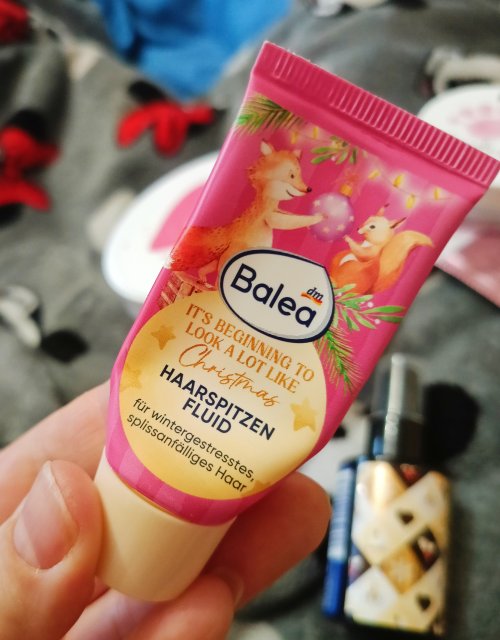 dm
Balea
IT'S BEGINNING TO
LOOK A LOT LIKE
Christmas
HAARSPITZEN
FLUID
für wintergestresstes,
splissanfälliges Haar